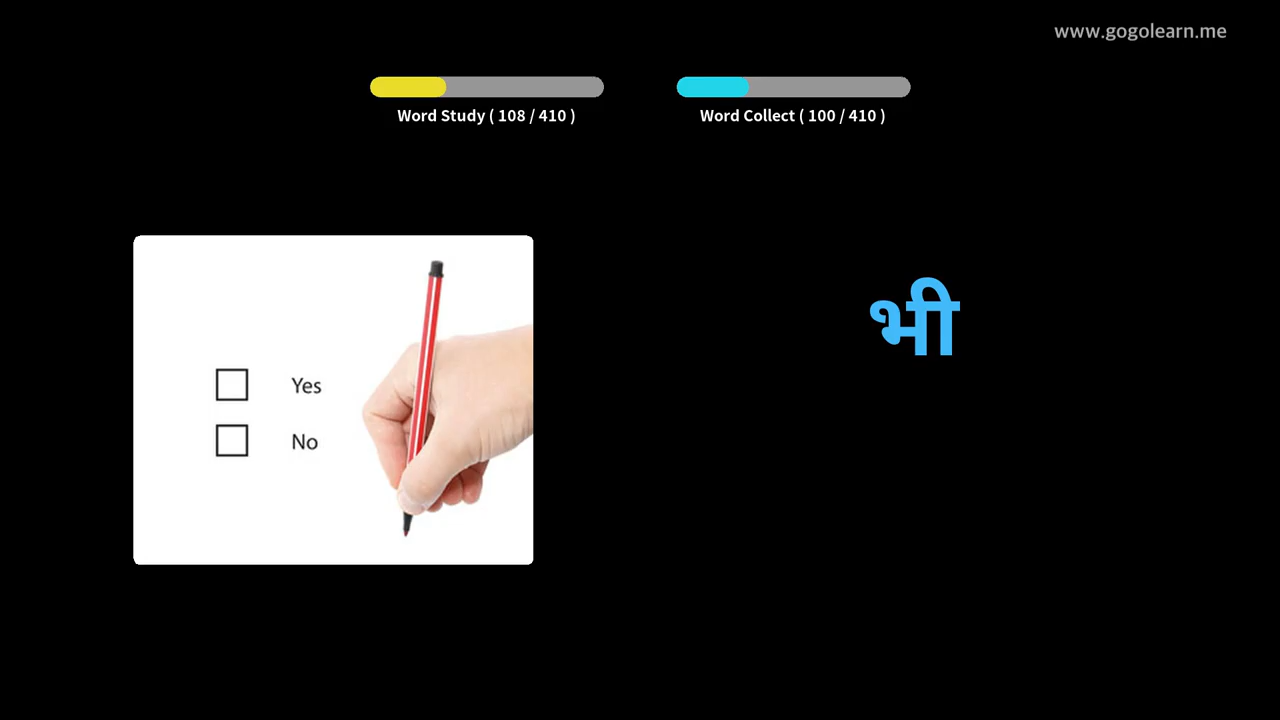 www.gogolearn.me
Word Study ( 108 / 410 )
Word Collect ( 100 / 410 )
भी
Yes
No